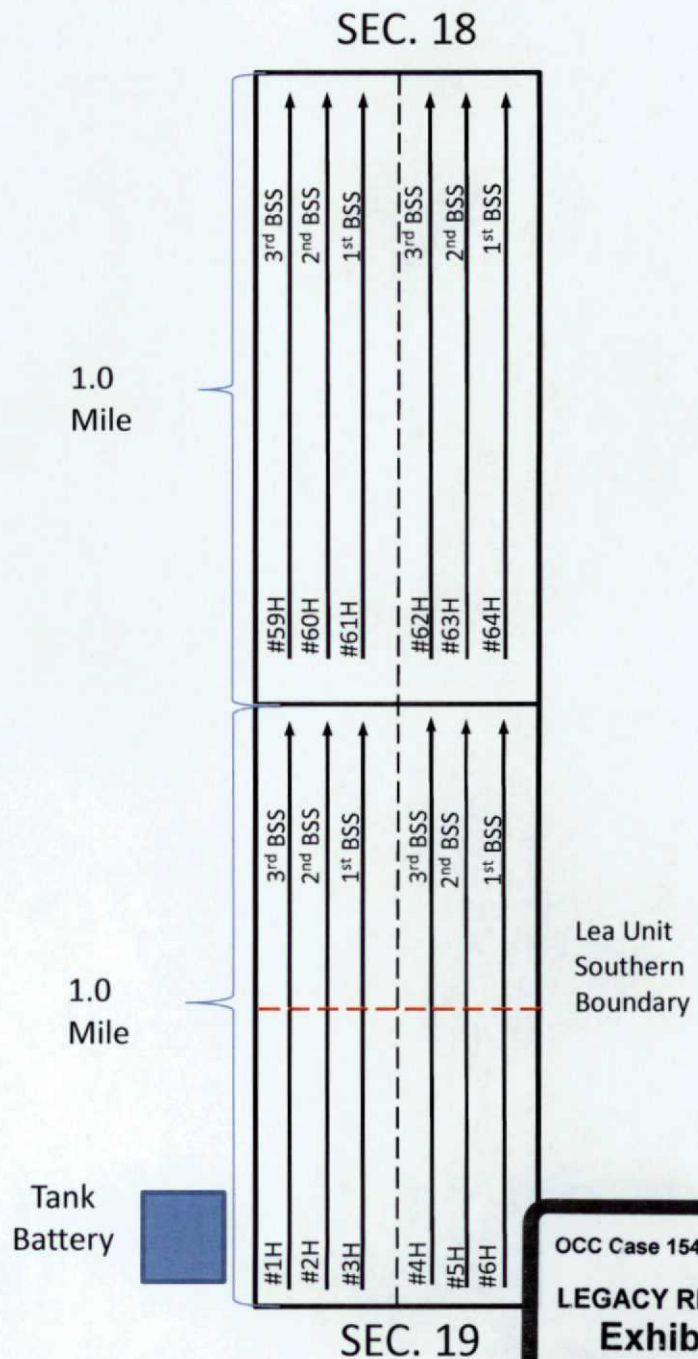 SEC. 18
3rd BSS
2nd BSS
1st BSS
3rd BSS
2nd BSS
1st BSS
1.0
Mile
#59H
#60H
#61H
#62H
#63H
#64H
3rd BSS
2nd BSS
1st BSS
3rd BSS
2nd BSS
1st BSS
Lea Unit
Southern
Boundary
1.0
Mile
Tank
Battery
#1H
#2H
#3H
#4H
#5H
#6H
SEC. 19
OCC Case 154
LEGACY
Exhib